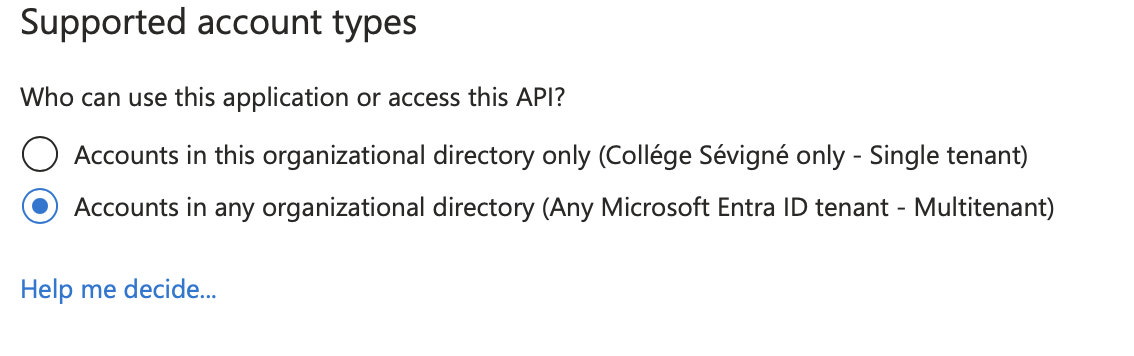 Supported account types
Who can use this application or access this API?
Accounts in this organizational directory only (Collége Sévigné only - Single tenant)
Accounts in any organizational directory (Any Microsoft Entra ID tenant - Multitenant)
Help me decide...